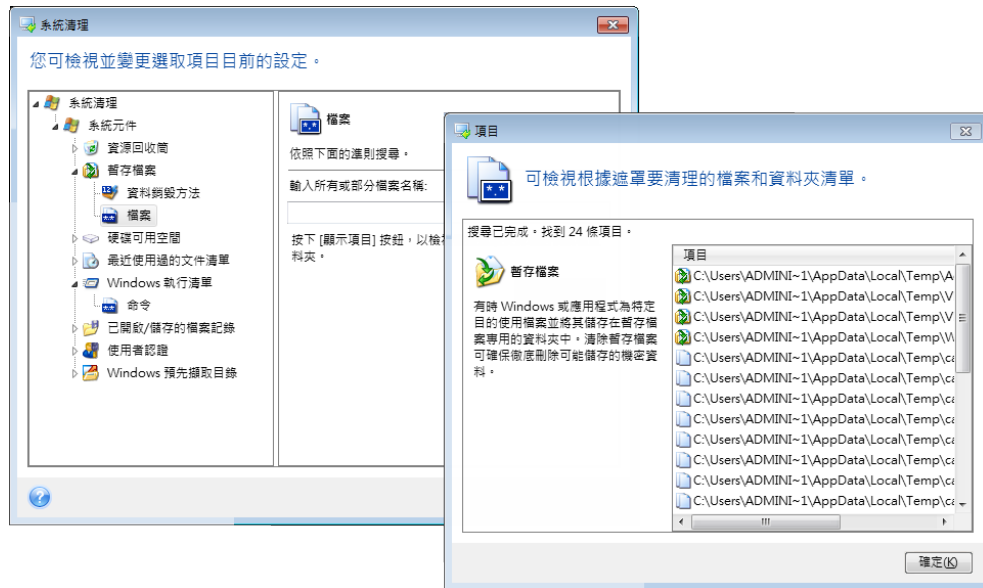 系統清理
您可檢視並變更選取項目目前的設定。
系統清理
系統元件
資源回收筒
暫存檔案
資料銷毀方法
檔案
硬碟可用空間
最近使用過的文件清單
Windows 執行清單
命令
已開啟/儲存的檔案記錄
使用者認證
Windows 預先擷取目錄
檔案
依照下面的準則搜尋。
輸入所有或部分檔案名稱:
按下 [顯示項目] 按鈕，以檢
料夾。
項目
可檢視根據遮罩要清理的檔案和資料夾清單。
搜尋已完成。找到 24 條項目。
暫存檔案
有時 Windows 或應用程式為特定
目的使用檔案並將其儲存在暫存檔
案專用的資料夾中。清除暫存檔案
可確保徹底刪除可能儲存的機密資
料。
項目
C:\Users\ADMINI~1\AppData\Local\Temp\A
C:\Users\ADMINI~1\AppData\Local\Temp\V
C:\Users\ADMINI~1\AppData\Local\Temp\V
C:\Users\ADMINI~1\AppData\Local\Temp\W
C:\Users\ADMINI~1\AppData\Local\Temp\ca
C:\Users\ADMINI~1\AppData\Local\Temp\ca
C:\Users\ADMINI~1\AppData\Local\Temp\ca
C:\Users\ADMINI~1\AppData\Local\Temp\ca
C:\Users\ADMINI~1\AppData\Local\Temp\ca
C:\Users\ADMINI~1\AppData\Local\Temp\ca
C:\Users\ADMINI~1\AppData\Local\Temp\ca
C:\Users\ADMINI~1\AppData\Local\Temp\ca
確定(K)